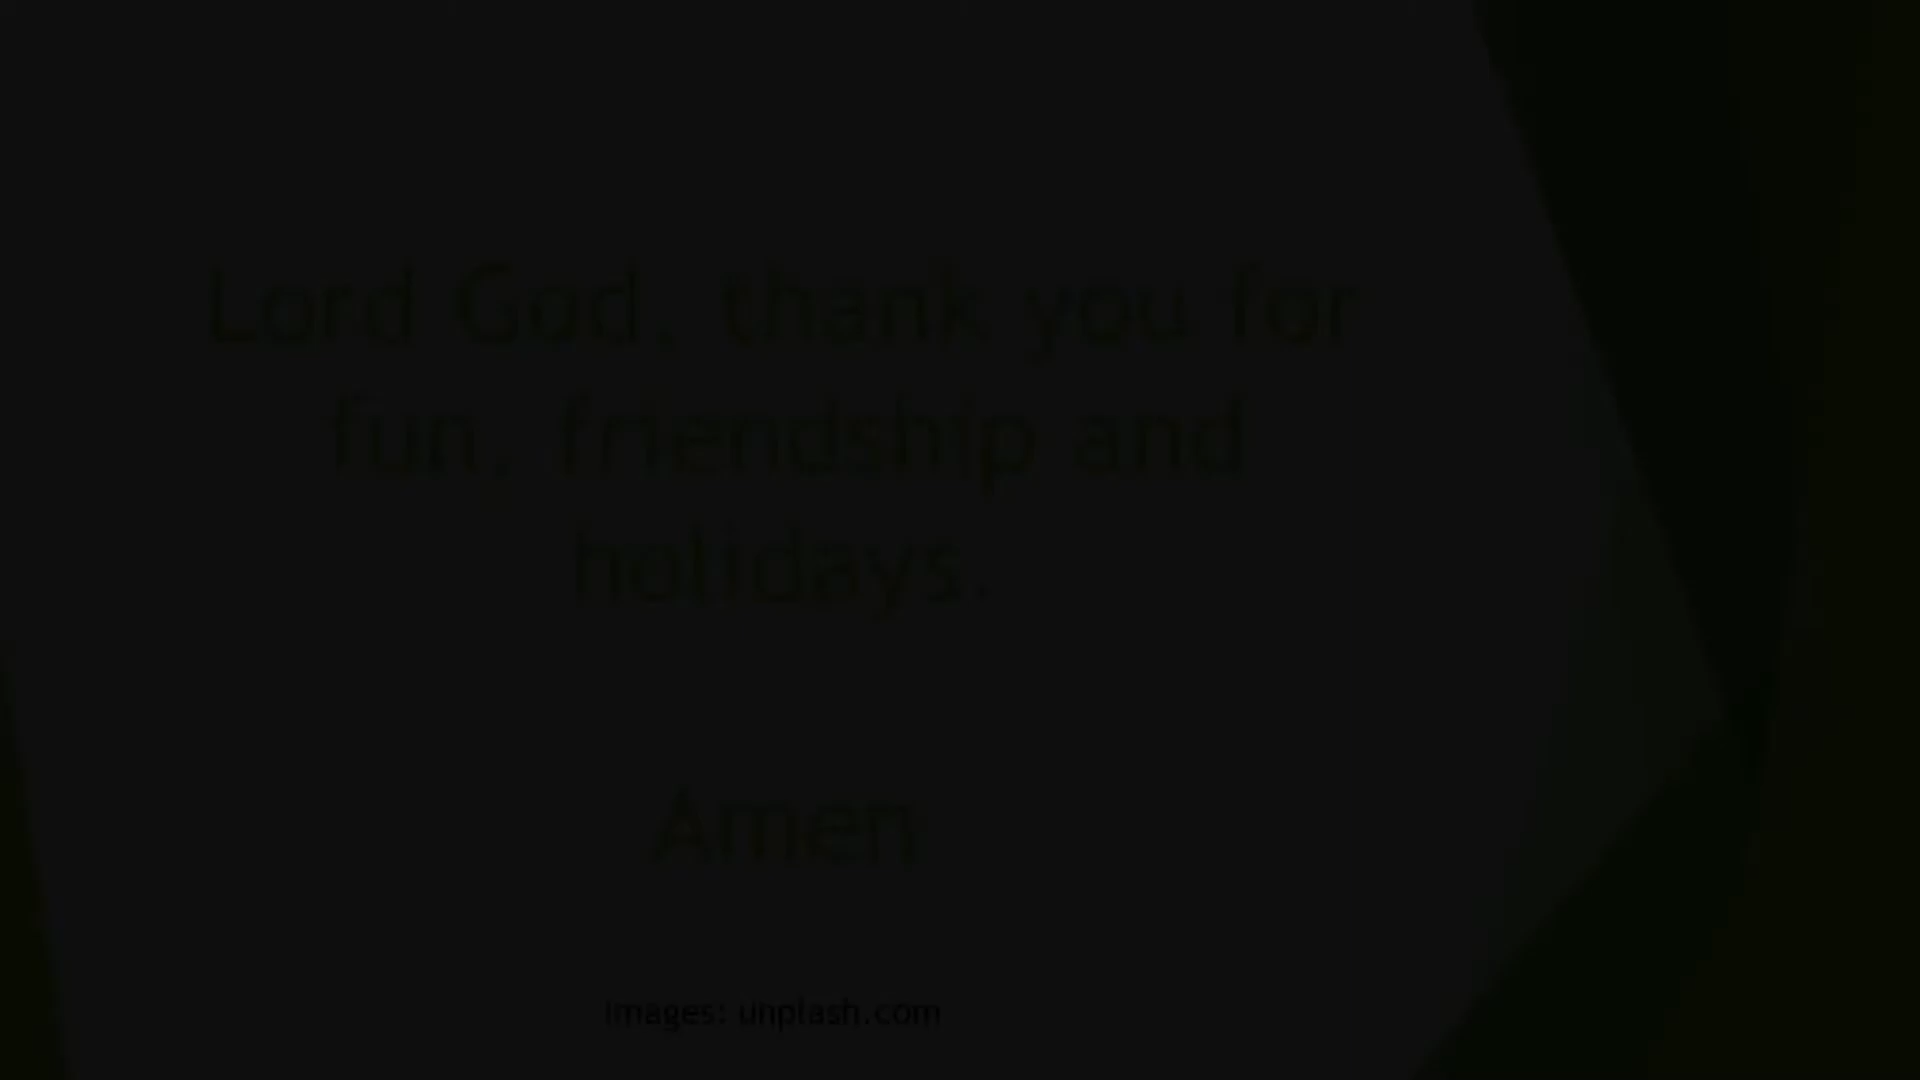 Lord God, thank you for
fun, friendship and
holidays.
Amen
Images: unplash.com